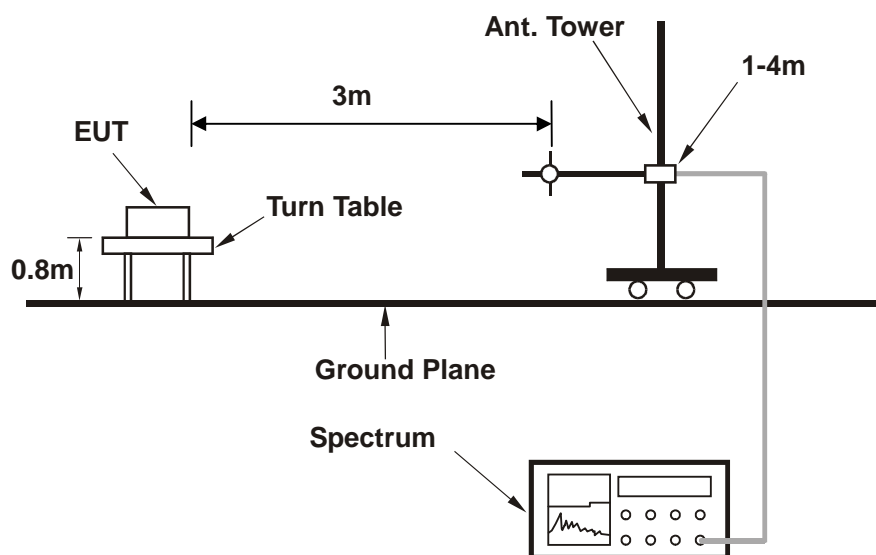 Ant. Tower
1-4m
3m
EUT
Turn Table
0.8m
Ground Plane
Spectrum